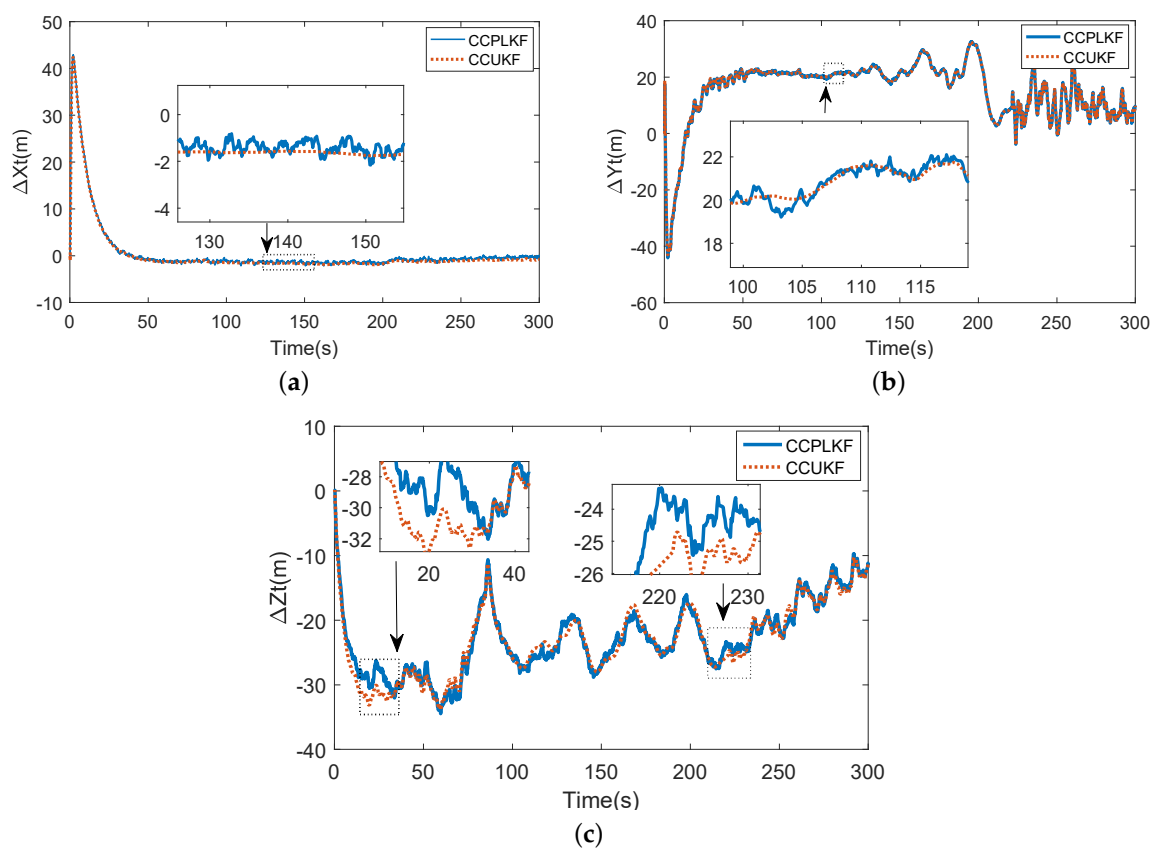 50
40
30
20
10
0
-10
ΔXt(m)
CCPLKF
CCUKF
0
-2
-4
130 140 150
0 50 100 150 200 250 300
Time(s)
(a)
60
40
20
0
-20
-40
-60
ΔYt(m)
CCPLKF
CCUKF
22
20
18
100 105 110 115
0 50 100 150 200 250 300
Time(s)
(b)
10
0
-10
-20
-30
-40
ΔZt(m)
CCPLKF
CCUKF
-28
-30
-32
20 40
-24
-25
-26
220 230
0 50 100 150 200 250 300
Time(s)
(c)